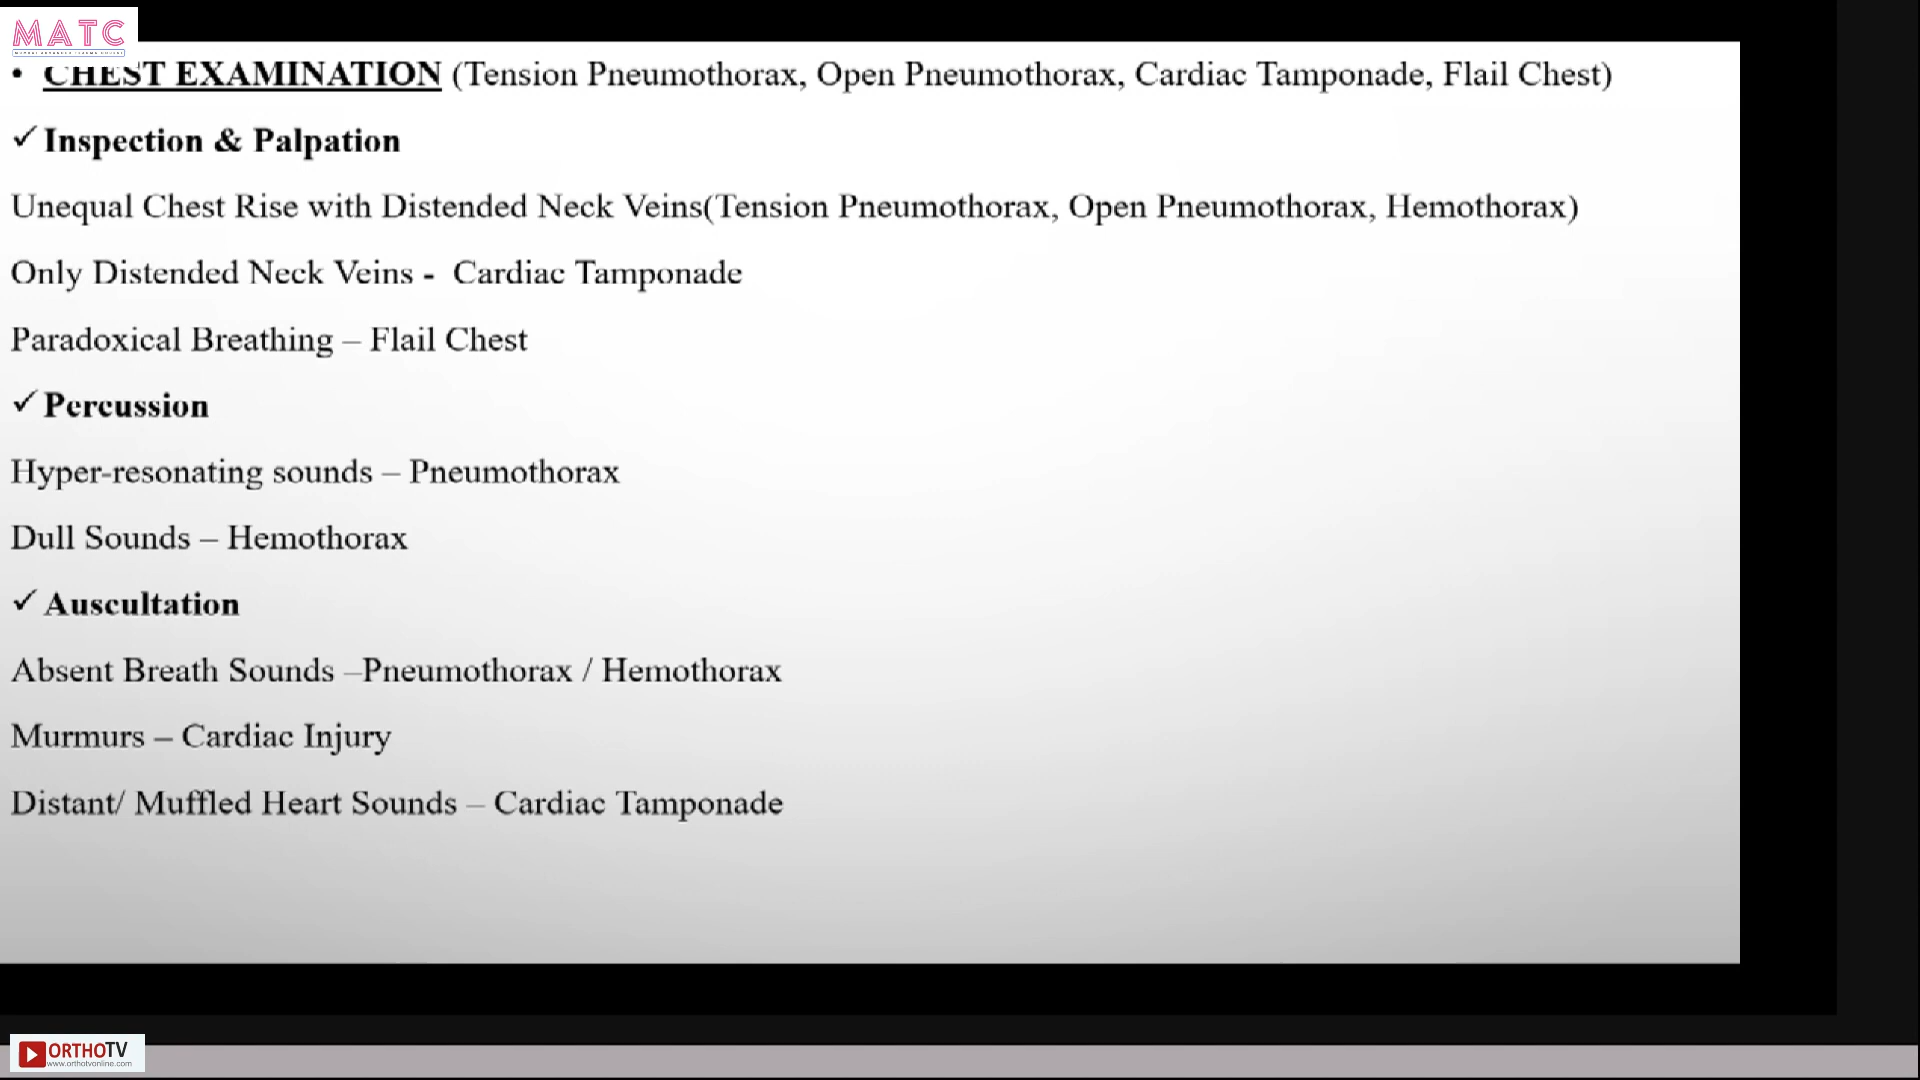 MATC
• CHEST EXAMINATION (Tension Pneumothorax, Open Pneumothorax, Cardiac Tamponade, Flail Chest)
✓ Inspection & Palpation
Unequal Chest Rise with Distended Neck Veins(Tension Pneumothorax, Open Pneumothorax, Hemothorax)
Only Distended Neck Veins - Cardiac Tamponade
Paradoxical Breathing – Flail Chest
✓ Percussion
Hyper-resonating sounds – Pneumothorax
Dull Sounds – Hemothorax
✓ Auscultation
Absent Breath Sounds –Pneumothorax / Hemothorax
Murmurs – Cardiac Injury
Distant/ Muffled Heart Sounds – Cardiac Tamponade
ORTHOTV
www.orthotvonline.com